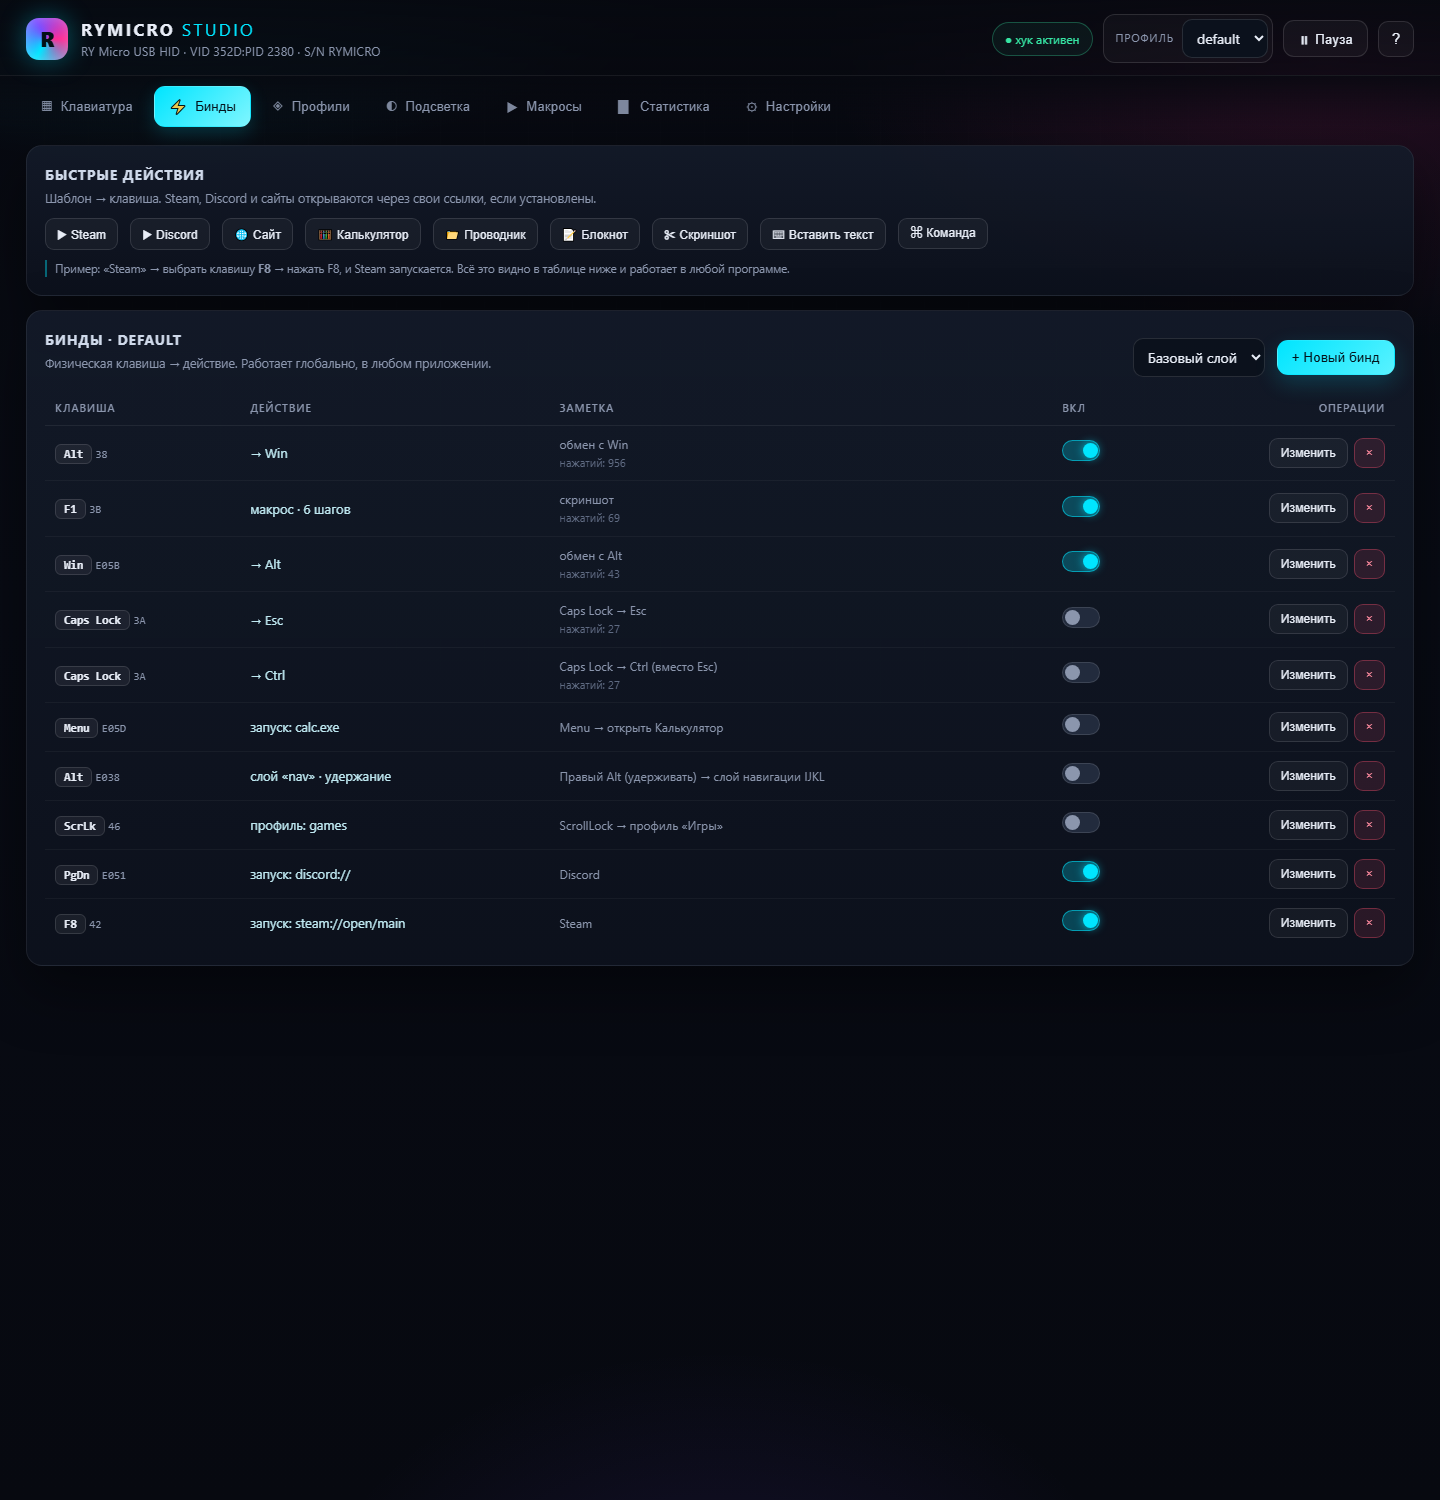 R
RYMICRO STUDIO
RY Micro USB HID · VID 352D:PID 2380 · S/N RYMICRO
● хук активен
ПРОФИЛЬ default
Пауза
?
Клавиатура
Бинды
Профили
Подсветка
Макросы
Статистика
Настройки
БЫСТРЫЕ ДЕЙСТВИЯ
Шаблон → клавиша. Steam, Discord и сайты открываются через свои ссылки, если установлены.
▶ Steam
▶ Discord
Сайт
Калькулятор
Проводник
Блокнот
Скриншот
Вставить текст
⌘ Команда
Пример: «Steam» → выбрать клавишу F8 → нажать F8, и Steam запускается. Всё это видно в таблице ниже и работает в любой программе.
БИНДЫ · DEFAULT
Физическая клавиша → действие. Работает глобально, в любом приложении.
Базовый слой
+ Новый бинд
КЛАВИША ДЕЙСТВИЕ ЗАМЕТКА ВКЛ ОПЕРАЦИИ
Alt 38 → Win обмен с Win Изменить ×
нажатий: 956
F1 3B макрос · 6 шагов скриншот Изменить ×
нажатий: 69
Win E05B → Alt обмен с Alt Изменить ×
нажатий: 43
Caps Lock 3A → Esc Caps Lock → Esc Изменить ×
нажатий: 27
Caps Lock 3A → Ctrl Caps Lock → Ctrl (вместо Esc) Изменить ×
нажатий: 27
Menu E05D запуск: calc.exe Menu → открыть Калькулятор Изменить ×
Alt E038 слой «nav» · удержание Правый Alt (удерживать) → слой навигации IJKL Изменить ×
ScrLk 46 профиль: games ScrollLock → профиль «Игры» Изменить ×
PgDn E051 запуск: discord:// Discord Изменить ×
F8 42 запуск: steam://open/main Steam Изменить ×